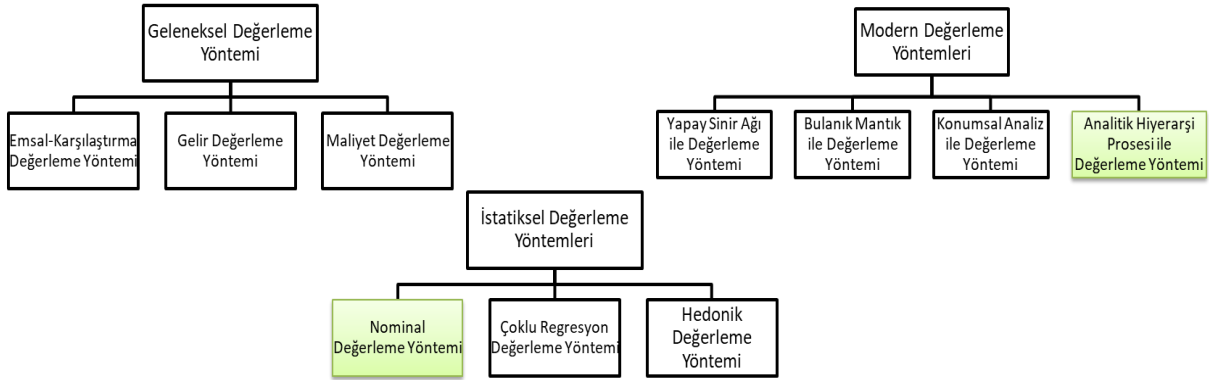 Geleneksel Değerleme
Yöntemi
Emsal-Karşılaştırma
Değerleme Yöntemi
Gelir Değerleme
Yöntemi
Maliyet Değerleme
Yöntemi
Modern Değerleme
Yöntemleri
Yapay Sinir Ağı
ile Değerleme
Yöntemi
Bulanık Mantık
ile Değerleme
Yöntemi
Konumsal Analiz
ile Değerleme
Yöntemi
Analitik Hiyerarşi
Prosesi ile
Değerleme Yöntemi
İstatiksel Değerleme
Yöntemleri
Nominal
Değerleme Yöntemi
Çoklu Regresyon
Değerleme Yöntemi
Hedonik
Değerleme
Yöntemi